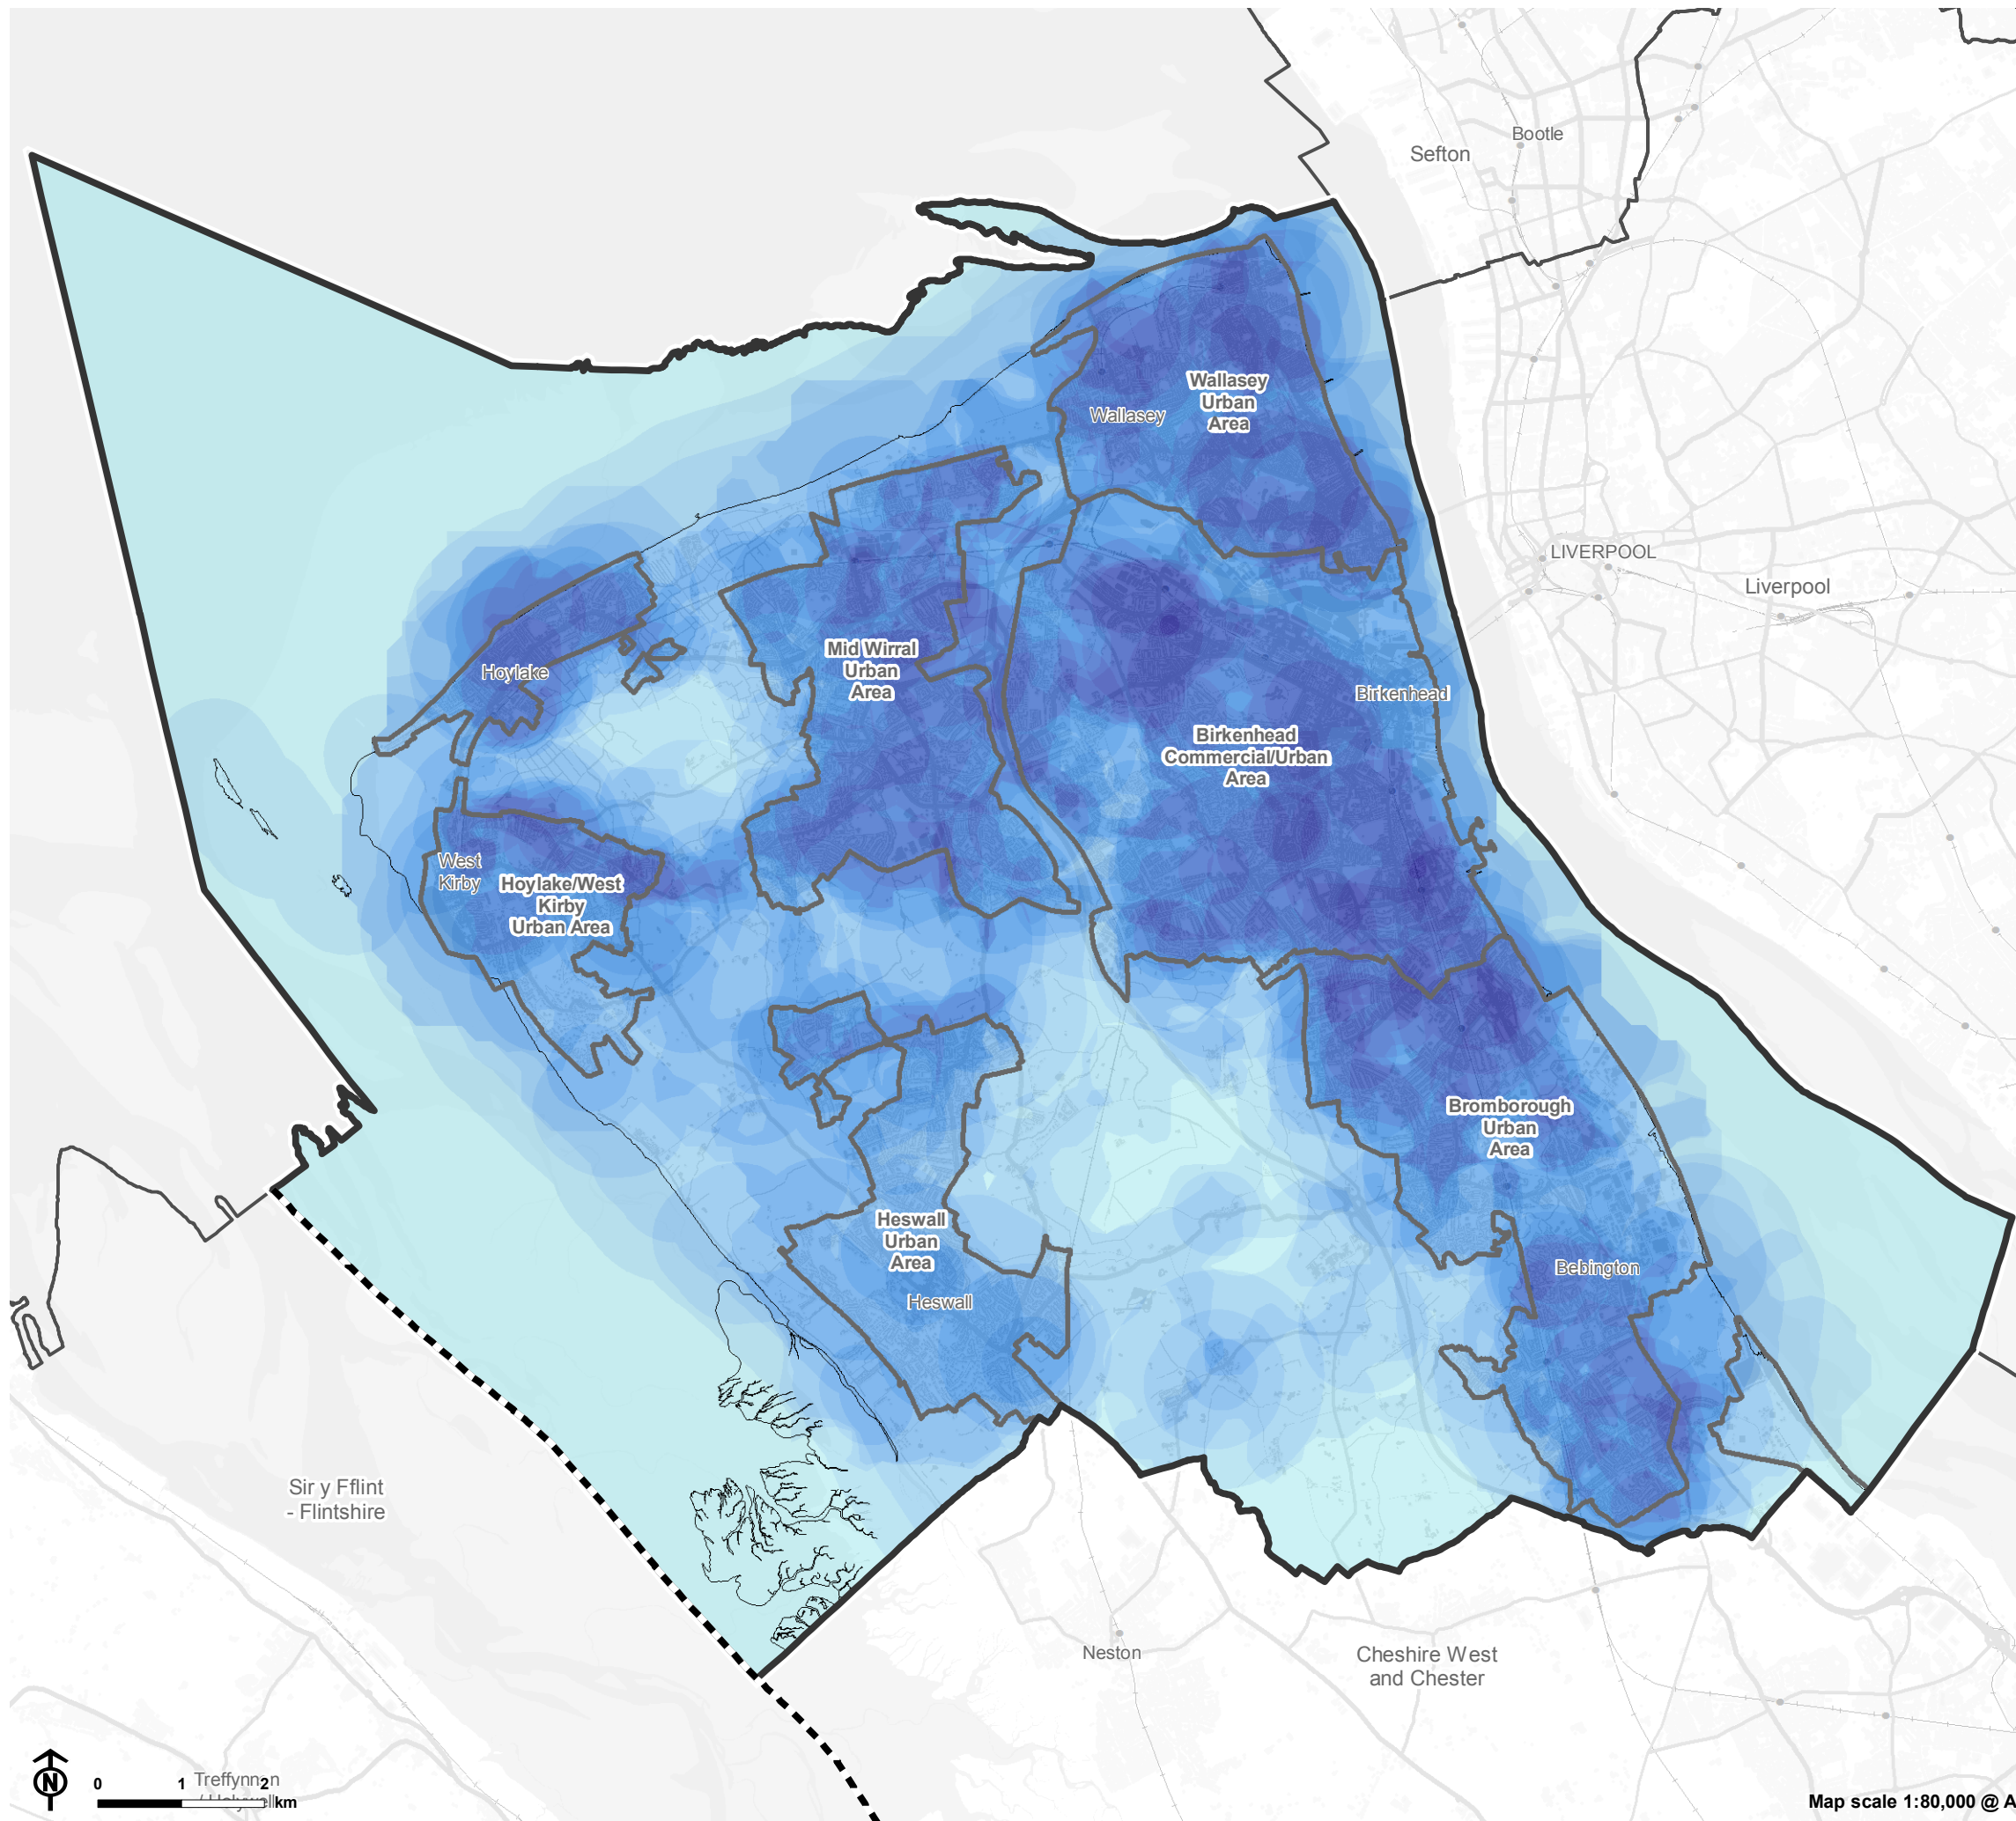 Bootle
Sefton
Wallasey
Urban
Area
Wallasey
LIVERPOOL
Liverpool
Hoylake
Mid Wirral
Urban
Area
Birkenhead
Birkenhead
Commercial/Urban
Area
West
Kirby
Hoylake/West
Kirby
Urban Area
Bromborough
Urban
Area
Heswall
Urban
Area
Bebington
Heswall
Sir y Fflint
- Flintshire
Neston
Cheshire West
and Chester
N
0 1 2
km
Map scale 1:80,000 @ A